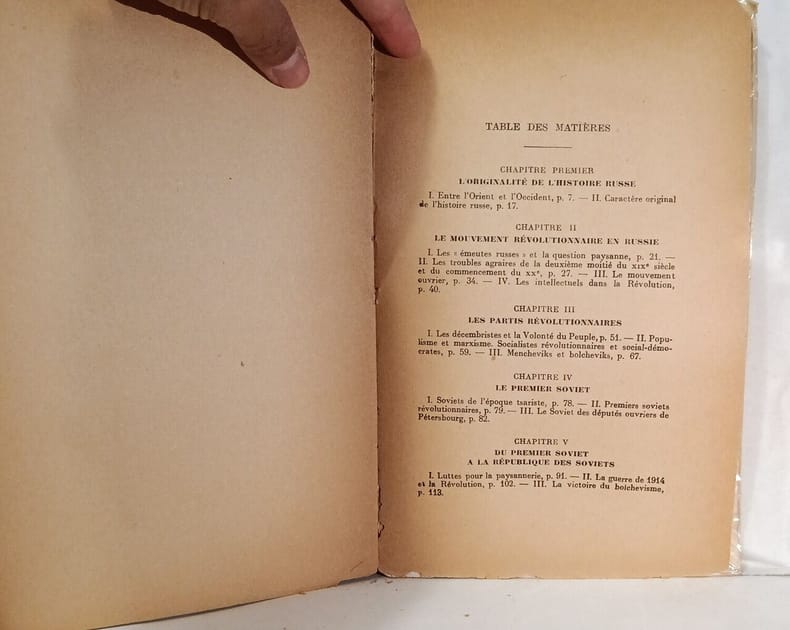 TABLE DES MATIÈRES
CHAPITRE PREMIER
L'ORIGINALITÉ DE L'HISTOIRE RUSSE
I. Entre l'Orient et l'Occident, p. 7. — II. Caractère original
de l'histoire russe, p. 17.
CHAPITRE II
LE MOUVEMENT RÉVOLUTIONNAIRE EN RUSSIE
I. Les « émeutes russes » et la question paysanne, p. 21. —
II. Les troubles agraires de la deuxième moitié du XIXe siècle
et du commencement du XXe, p. 27. — III. Le mouvement
ouvrier, p. 34. — IV. Les intellectuels dans la Révolution,
p. 40.
CHAPITRE III
LES PARTIS RÉVOLUTIONNAIRES
I. Les décembristes et la Volonté du Peuple, p. 51. — II. Popu-
lisme et marxisme. Socialistes révolutionnaires et social-démo-
crates, p. 59. — III. Mencheviks et bolcheviks, p. 67.
CHAPITRE IV
LE PREMIER SOVIET
I. Soviets de l'époque tsariste, p. 78. — II. Premiers soviets
révolutionnaires, p. 79. — III. Le Soviet des députés ouvriers de
Pétersbourg, p. 82.
CHAPITRE V
DU PREMIER SOVIET
A LA RÉPUBLIQUE DES SOVIETS
I. Luttes pour la paysannerie, p. 91. — II. La guerre de 1914
et la Révolution, p. 102. — III. La victoire du bolchevisme,
p. 113.